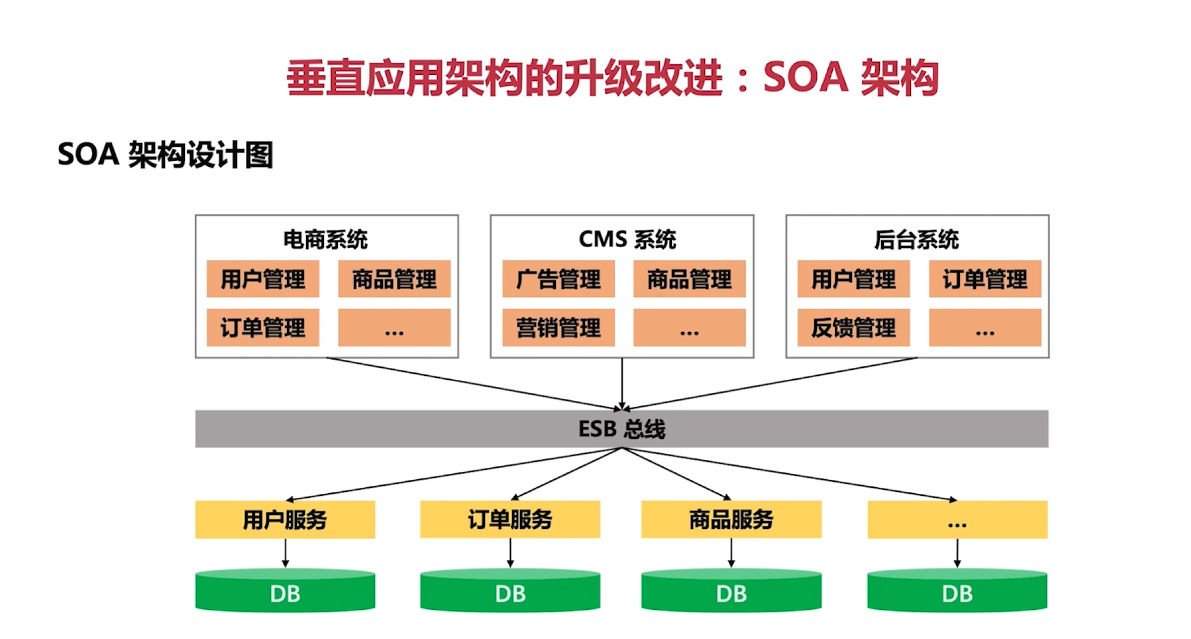 垂直应用架构的升级改进：SOA 架构
SOA 架构设计图
电商系统
用户管理
商品管理
订单管理
...
CMS 系统
广告管理
商品管理
营销管理
...
后台系统
用户管理
订单管理
反馈管理
...
ESB 总线
用户服务
订单服务
商品服务
...
DB
DB
DB
DB